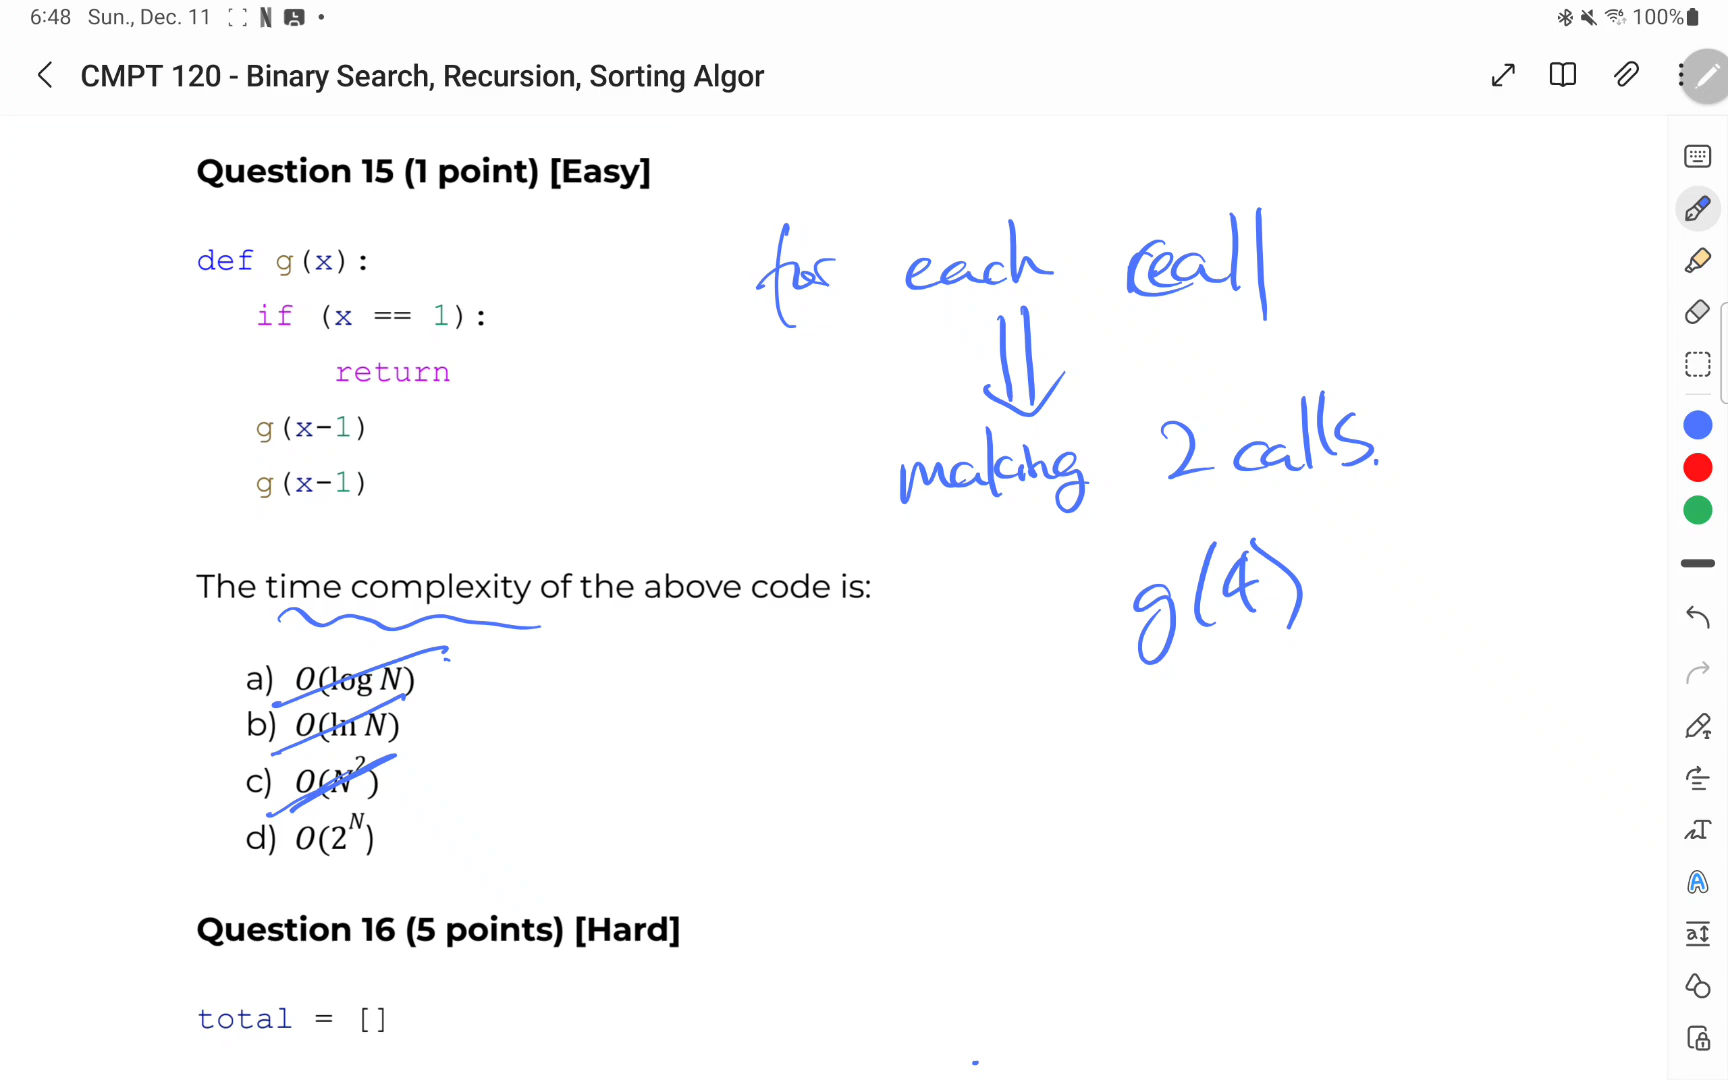 6:48 Sun., Dec. 11 N 100%
CMPT 120 - Binary Search, Recursion, Sorting Algor
Question 15 (1 point) [Easy]
def g(x):
if (x == 1):
return
g(x-1)
g(x-1)
for each call
making 2 calls.
g(4)
The time complexity of the above code is:
a) O(log N)
b) O(ln N)
c) O(N²)
d) O(2^N)
Question 16 (5 points) [Hard]
total = []